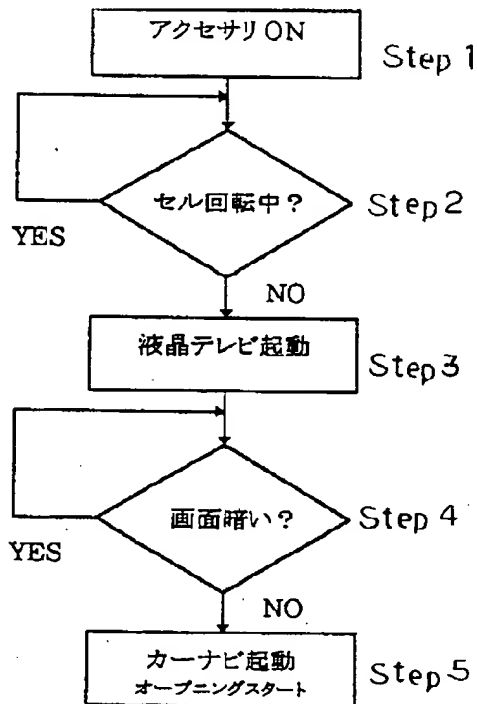 アクセサリON
Step 1
セル回転中？
Step 2
YES
NO
液晶テレビ起動
Step 3
画面暗い？
Step 4
YES
NO
カーナビ起動
オープニングスタート
Step 5